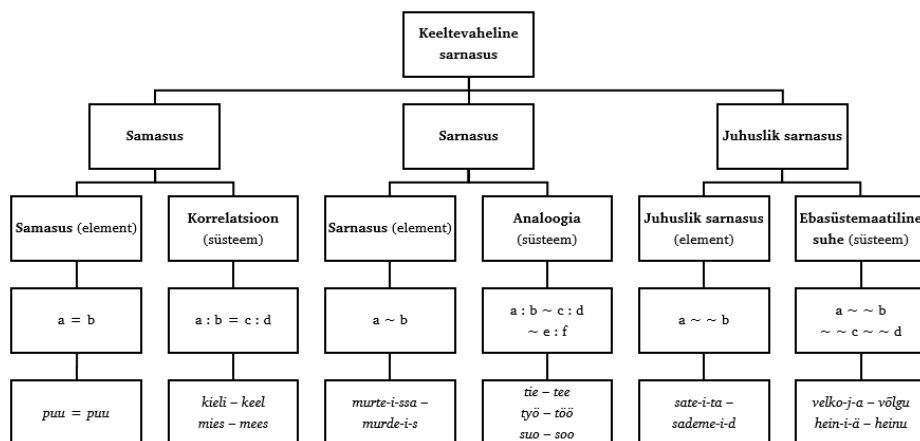 Keeltevaheline
sarnasus
Samasus
Sarnasus
Juhuslik sarnasus
Samasus (element)
Korrelatsioon
(süsteem)
Sarnasus (element)
Analoogia
(süsteem)
Juhuslik sarnasus
(element)
Ebasüstemaatiline
suhe (süsteem)
a = b
a : b = c : d
a ~ b
a : b ~ c : d
~ e : f
a ~ ~ b
a ~ ~ b
~ ~ c ~ ~ d
puu = puu
kieli – keel
mies – mees
murte-i-ssa –
murde-i-s
tie – tee
työ – töö
suo – soo
sate-i-ta –
sademe-i-d
velko-j-a – võlgu
hein-i-ä – heinu